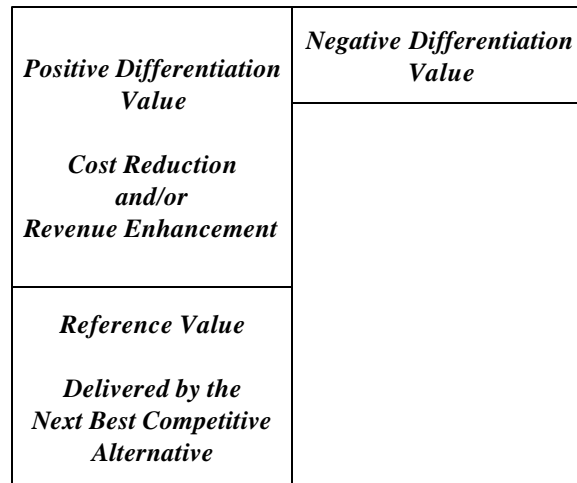 Positive Differentiation
Value
Cost Reduction
and/or
Revenue Enhancement
Negative Differentiation
Value
Reference Value
Delivered by the
Next Best Competitive
Alternative